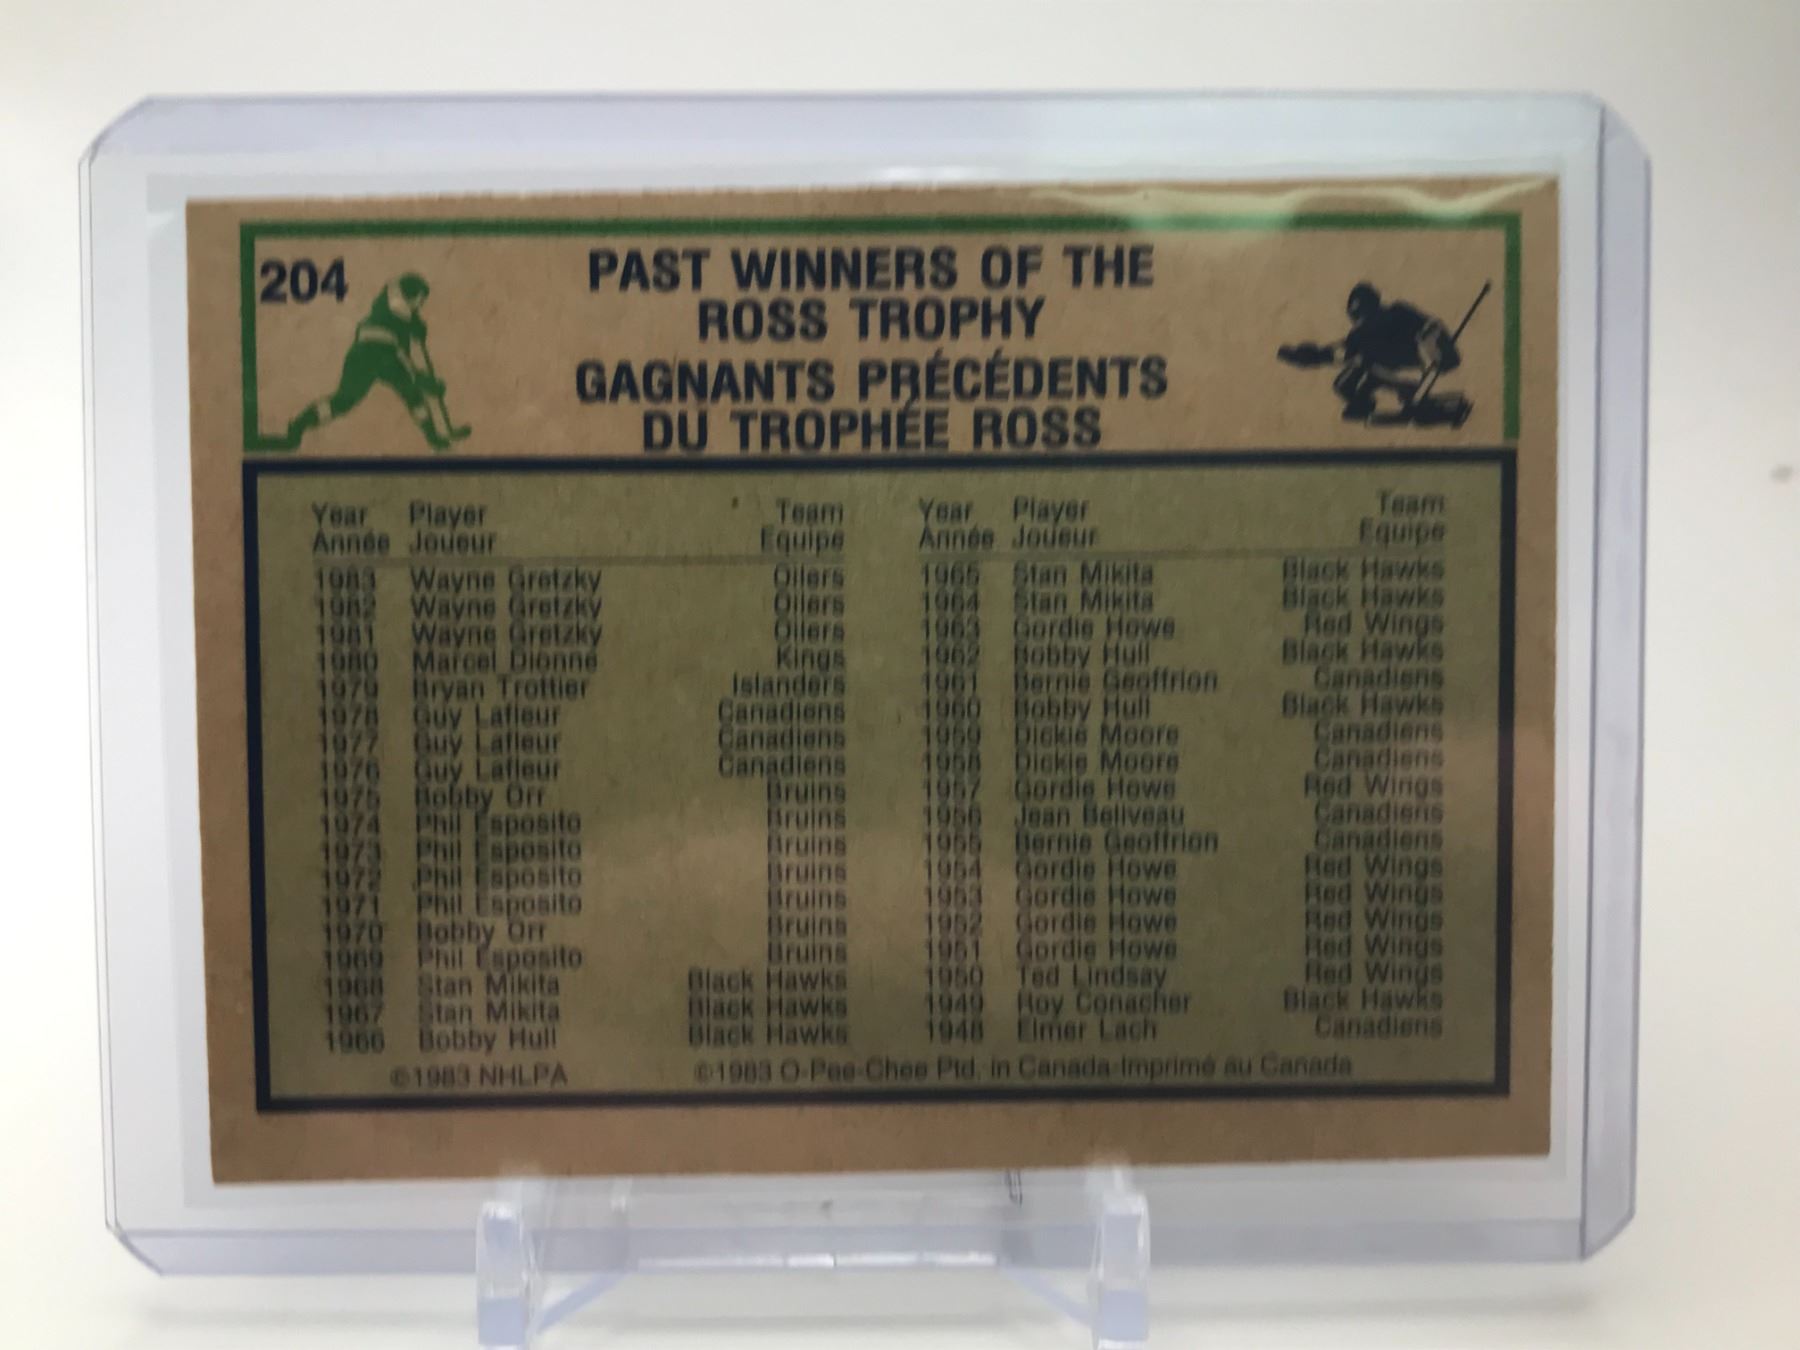 204
PAST WINNERS OF THE
ROSS TROPHY
GAGNANTS PRÉCÉDENTS
DU TROPHÉE ROSS
Year Player Team
Année Joueur Equipe
1983 Wayne Gretzky Oilers
1982 Wayne Gretzky Oilers
1981 Wayne Gretzky Oilers
1980 Marcel Dionne Kings
1979 Bryan Trottier Islanders
1978 Guy Lafleur Canadiens
1977 Guy Lafleur Canadiens
1976 Guy Lafleur Canadiens
1975 Bobby Orr Bruins
1974 Phil Esposito Bruins
1973 Phil Esposito Bruins
1972 Phil Esposito Bruins
1971 Phil Esposito Bruins
1970 Bobby Orr Bruins
1969 Phil Esposito Bruins
1968 Stan Mikita Black Hawks
1967 Stan Mikita Black Hawks
1966 Bobby Hull Black Hawks
Year Player Team
Année Joueur Equipe
1965 Stan Mikita Black Hawks
1964 Stan Mikita Black Hawks
1963 Gordie Howe Red Wings
1962 Bobby Hull Black Hawks
1961 Bernie Geoffrion Canadiens
1960 Bobby Hull Black Hawks
1959 Dickie Moore Canadiens
1958 Dickie Moore Canadiens
1957 Gordie Howe Red Wings
1956 Jean Beliveau Canadiens
1955 Bernie Geoffrion Canadiens
1954 Gordie Howe Red Wings
1953 Gordie Howe Red Wings
1952 Gordie Howe Red Wings
1951 Gordie Howe Red Wings
1950 Ted Lindsay Red Wings
1949 Roy Conacher Black Hawks
1948 Elmer Lach Canadiens
©1983 NHLPA ©1983 O-Pee-Chee Ptd. in Canada-Imprimé au Canada